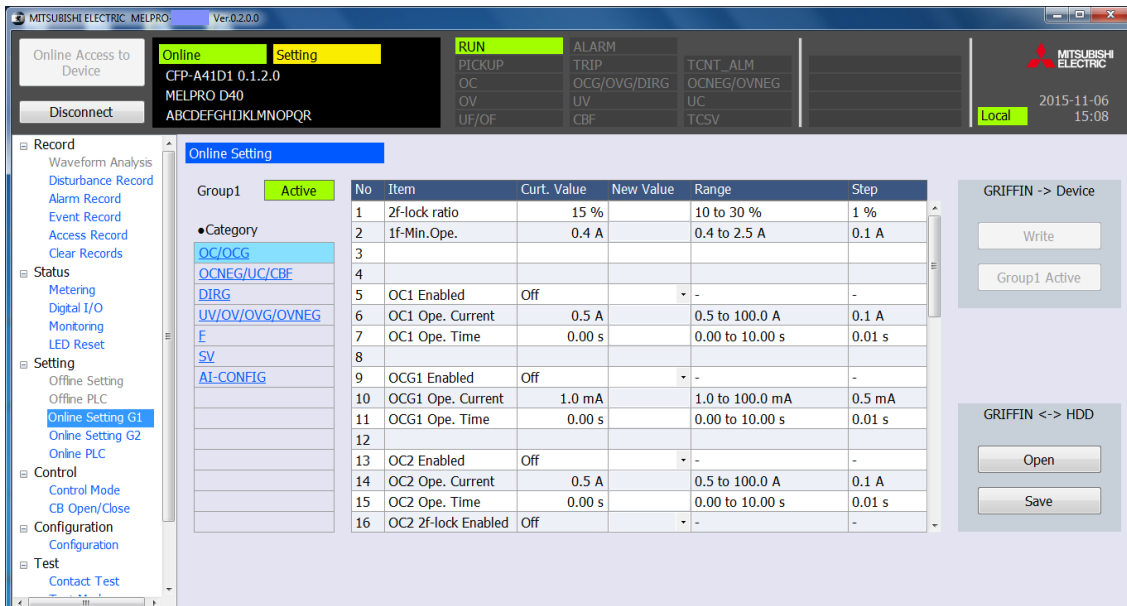 MITSUBISHI ELECTRIC MELPRO- Ver.0.2.0.0
Online Access to Device
Disconnect
Online Setting
CFP-A41D1 0.1.2.0
MELPRO D40
ABCDEFGHIJKLMNOPQR
RUN ALARM
PICKUP TRIP TCNT_ALM
OC OCG/OVG/DIRG OCNEG/OVNEG
OV UV UC
UF/OF CBF TCSV
MITSUBISHI
ELECTRIC
2015-11-06
Local 15:08
Record
Waveform Analysis
Disturbance Record
Alarm Record
Event Record
Access Record
Clear Records
Status
Metering
Digital I/O
Monitoring
LED Reset
Setting
Offline Setting
Offline PLC
Online Setting G1
Online Setting G2
Online PLC
Control
Control Mode
CB Open/Close
Configuration
Configuration
Test
Contact Test
Online Setting
Group1 Active
●Category
OC/OCG
OCNEG/UC/CBF
DIRG
UV/OV/OVG/OVNEG
F
SV
AI-CONFIG
No Item Curt. Value New Value Range Step
1 2f-lock ratio 15 % 10 to 30 % 1 %
2 1f-Min.Ope. 0.4 A 0.4 to 2.5 A 0.1 A
3
4
5 OC1 Enabled Off - -
6 OC1 Ope. Current 0.5 A 0.5 to 100.0 A 0.1 A
7 OC1 Ope. Time 0.00 s 0.00 to 10.00 s 0.01 s
8
9 OCG1 Enabled Off - -
10 OCG1 Ope. Current 1.0 mA 1.0 to 100.0 mA 0.5 mA
11 OCG1 Ope. Time 0.00 s 0.00 to 10.00 s 0.01 s
12
13 OC2 Enabled Off - -
14 OC2 Ope. Current 0.5 A 0.5 to 100.0 A 0.1 A
15 OC2 Ope. Time 0.00 s 0.00 to 10.00 s 0.01 s
16 OC2 2f-lock Enabled Off - -
GRIFFIN -> Device
Write
Group1 Active
GRIFFIN <-> HDD
Open
Save